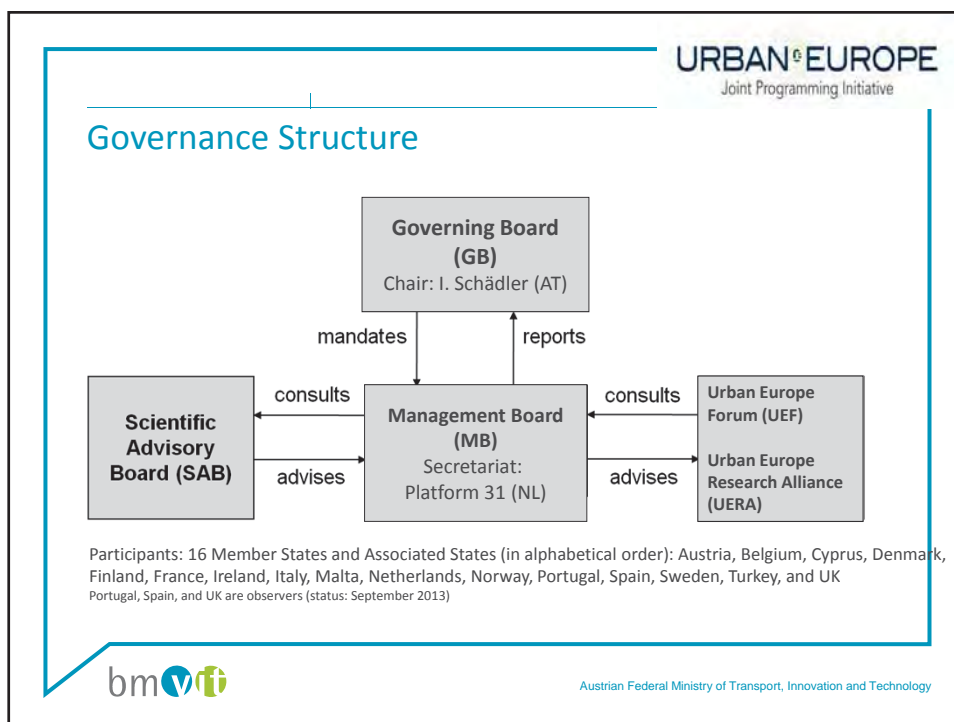 URBAN EUROPE
Joint Programming Initiative
Governance Structure
Governing Board
(GB)
Chair: I. Schädler (AT)
mandates
reports
Scientific
Advisory
Board (SAB)
consults
advises
Management Board
(MB)
Secretariat:
Platform 31 (NL)
consults
advises
Urban Europe
Forum (UEF)
Urban Europe
Research Alliance
(UERA)
Participants: 16 Member States and Associated States (in alphabetical order): Austria, Belgium, Cyprus, Denmark,
Finland, France, Ireland, Italy, Malta, Netherlands, Norway, Portugal, Spain, Sweden, Turkey, and UK
Portugal, Spain, and UK are observers (status: September 2013)
bmvit
Austrian Federal Ministry of Transport, Innovation and Technology